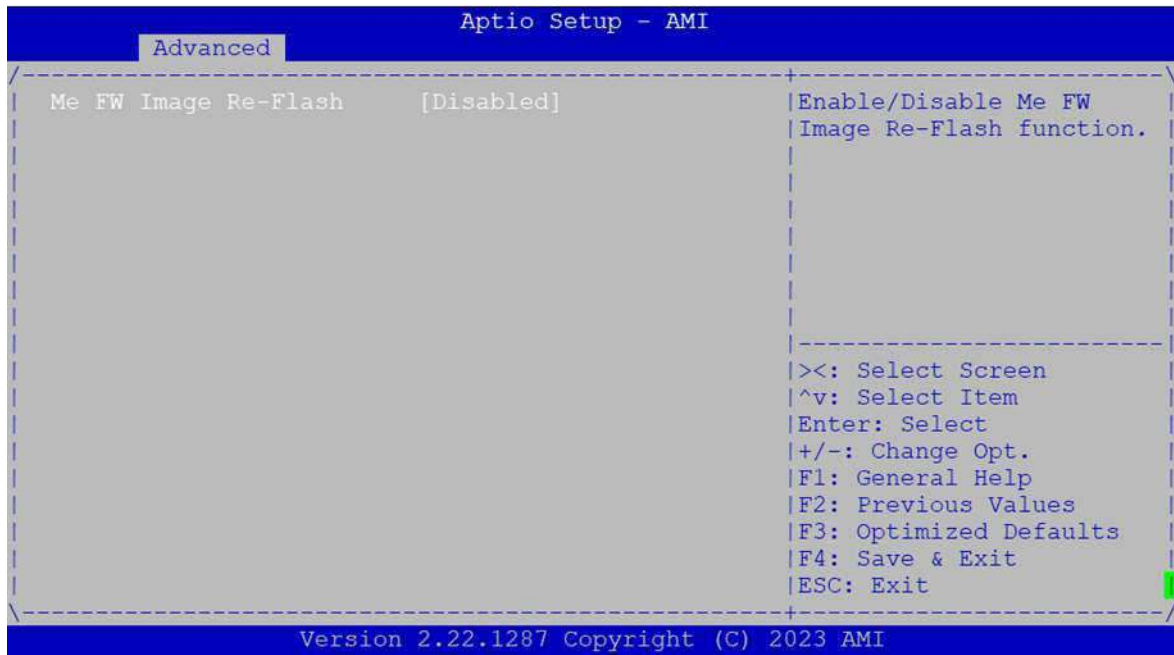 Aptio Setup - AMI
Advanced
Me FW Image Re-Flash [Disabled]
Enable/Disable Me FW
Image Re-Flash function.
><: Select Screen
^v: Select Item
Enter: Select
+/-: Change Opt.
F1: General Help
F2: Previous Values
F3: Optimized Defaults
F4: Save & Exit
ESC: Exit
Version 2.22.1287 Copyright (C) 2023 AMI